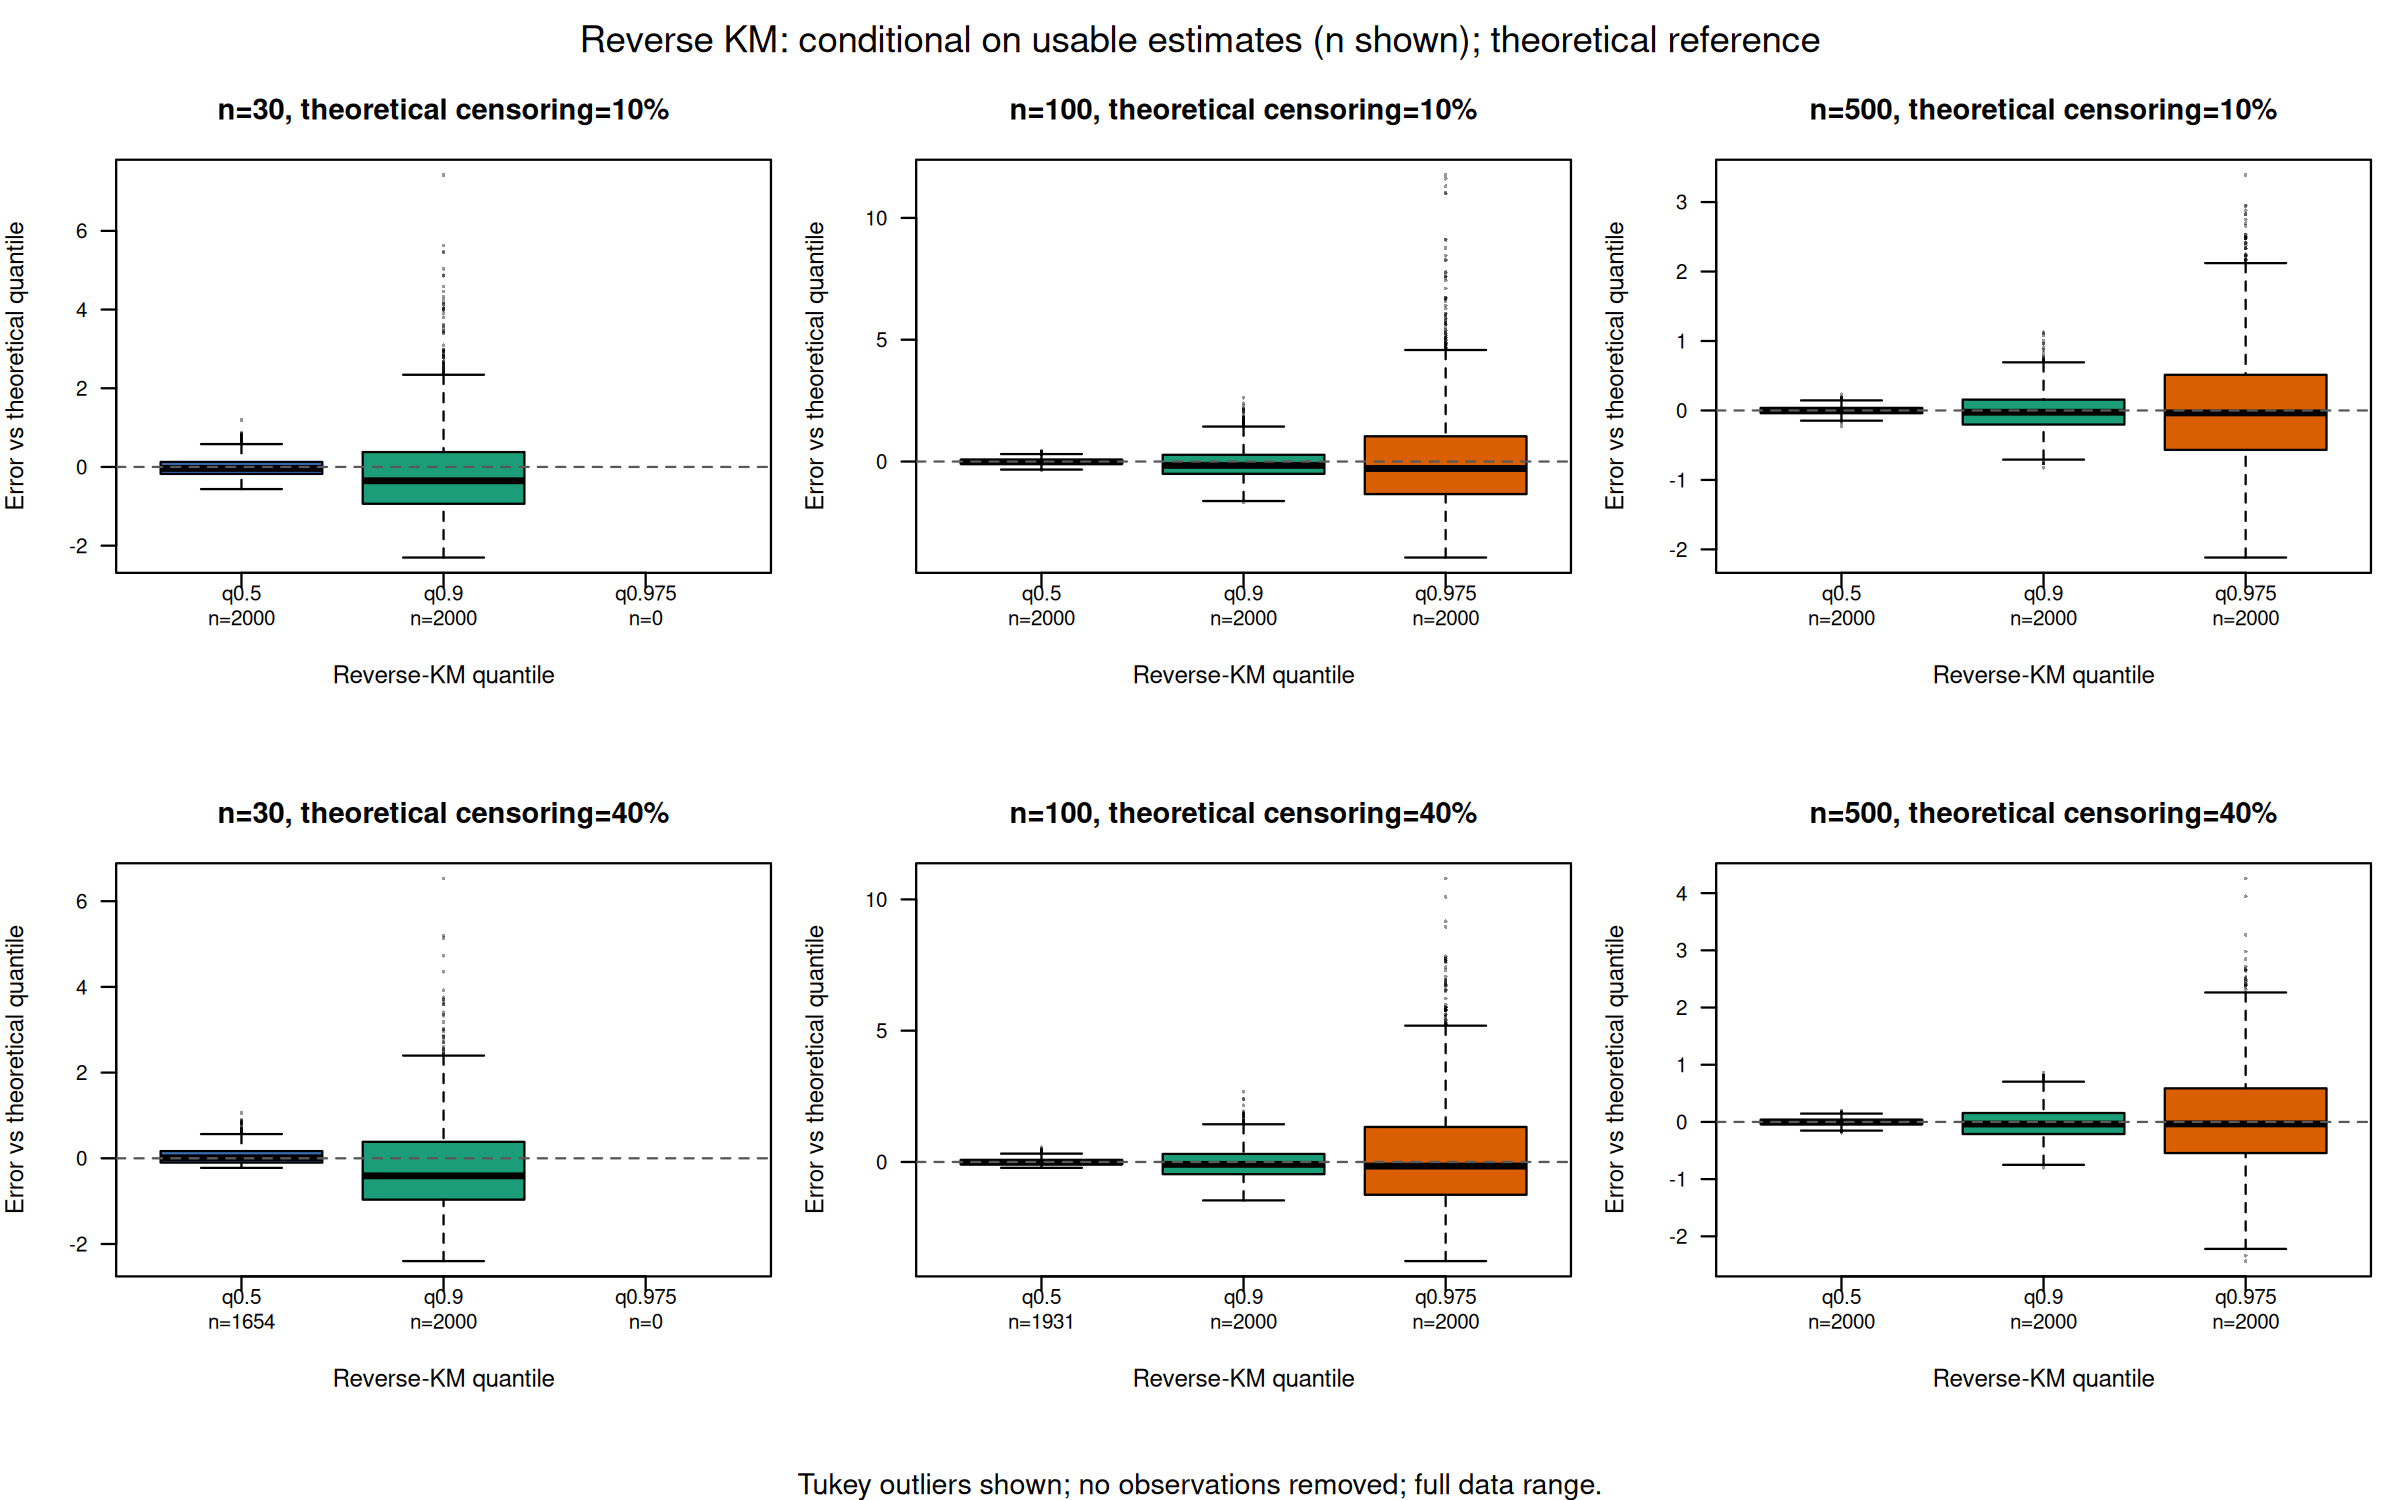 Reverse KM: conditional on usable estimates (n shown); theoretical reference
n=30, theoretical censoring=10%
Error vs theoretical quantile
6
4
2
0
-2
q0.5 q0.9 q0.975
n=2000 n=2000 n=0
Reverse-KM quantile
n=100, theoretical censoring=10%
Error vs theoretical quantile
10
5
0
q0.5 q0.9 q0.975
n=2000 n=2000 n=2000
Reverse-KM quantile
n=500, theoretical censoring=10%
Error vs theoretical quantile
3
2
1
0
-1
-2
q0.5 q0.9 q0.975
n=2000 n=2000 n=2000
Reverse-KM quantile
n=30, theoretical censoring=40%
Error vs theoretical quantile
6
4
2
0
-2
q0.5 q0.9 q0.975
n=1654 n=2000 n=0
Reverse-KM quantile
n=100, theoretical censoring=40%
Error vs theoretical quantile
10
5
0
q0.5 q0.9 q0.975
n=1931 n=2000 n=2000
Reverse-KM quantile
n=500, theoretical censoring=40%
Error vs theoretical quantile
4
3
2
1
0
-1
-2
q0.5 q0.9 q0.975
n=2000 n=2000 n=2000
Reverse-KM quantile
Tukey outliers shown; no observations removed; full data range.